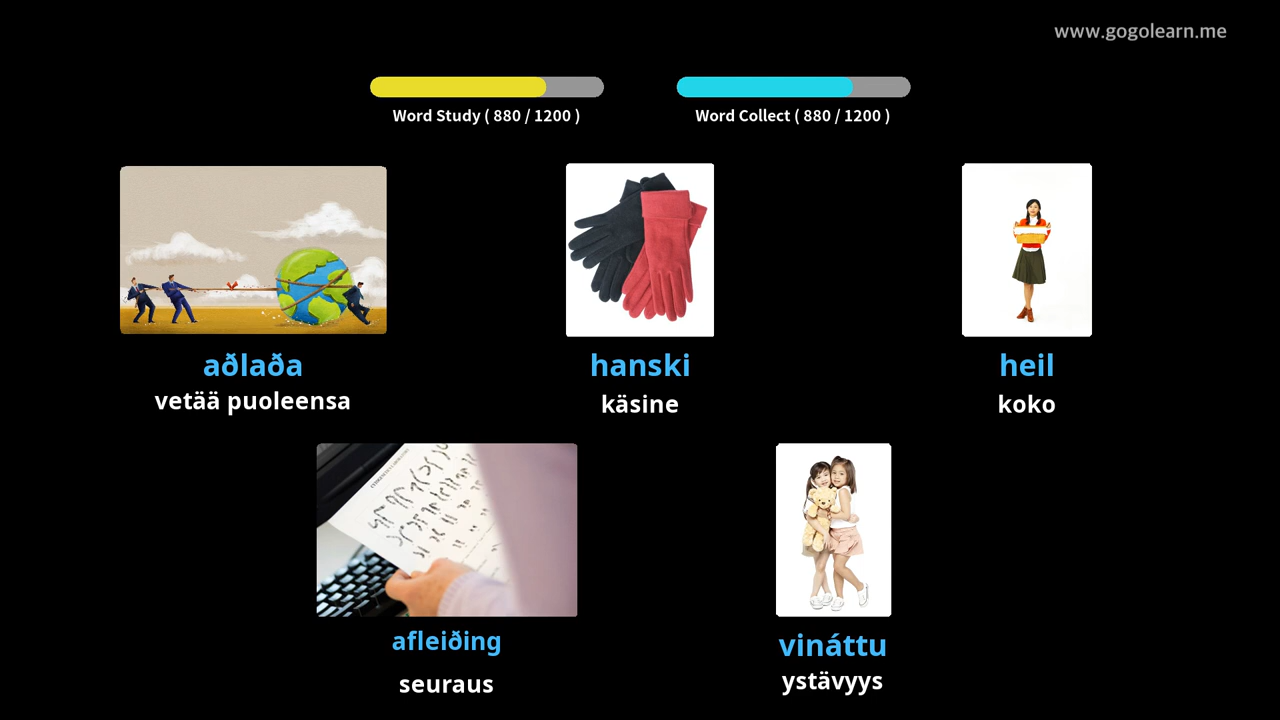 www.gogolearn.me
Word Study ( 880 / 1200 )
Word Collect ( 880 / 1200 )
aðlaða
vetää puoleensa
hanski
käsine
heil
koko
afleiðing
seuraus
vináttu
ystävyys